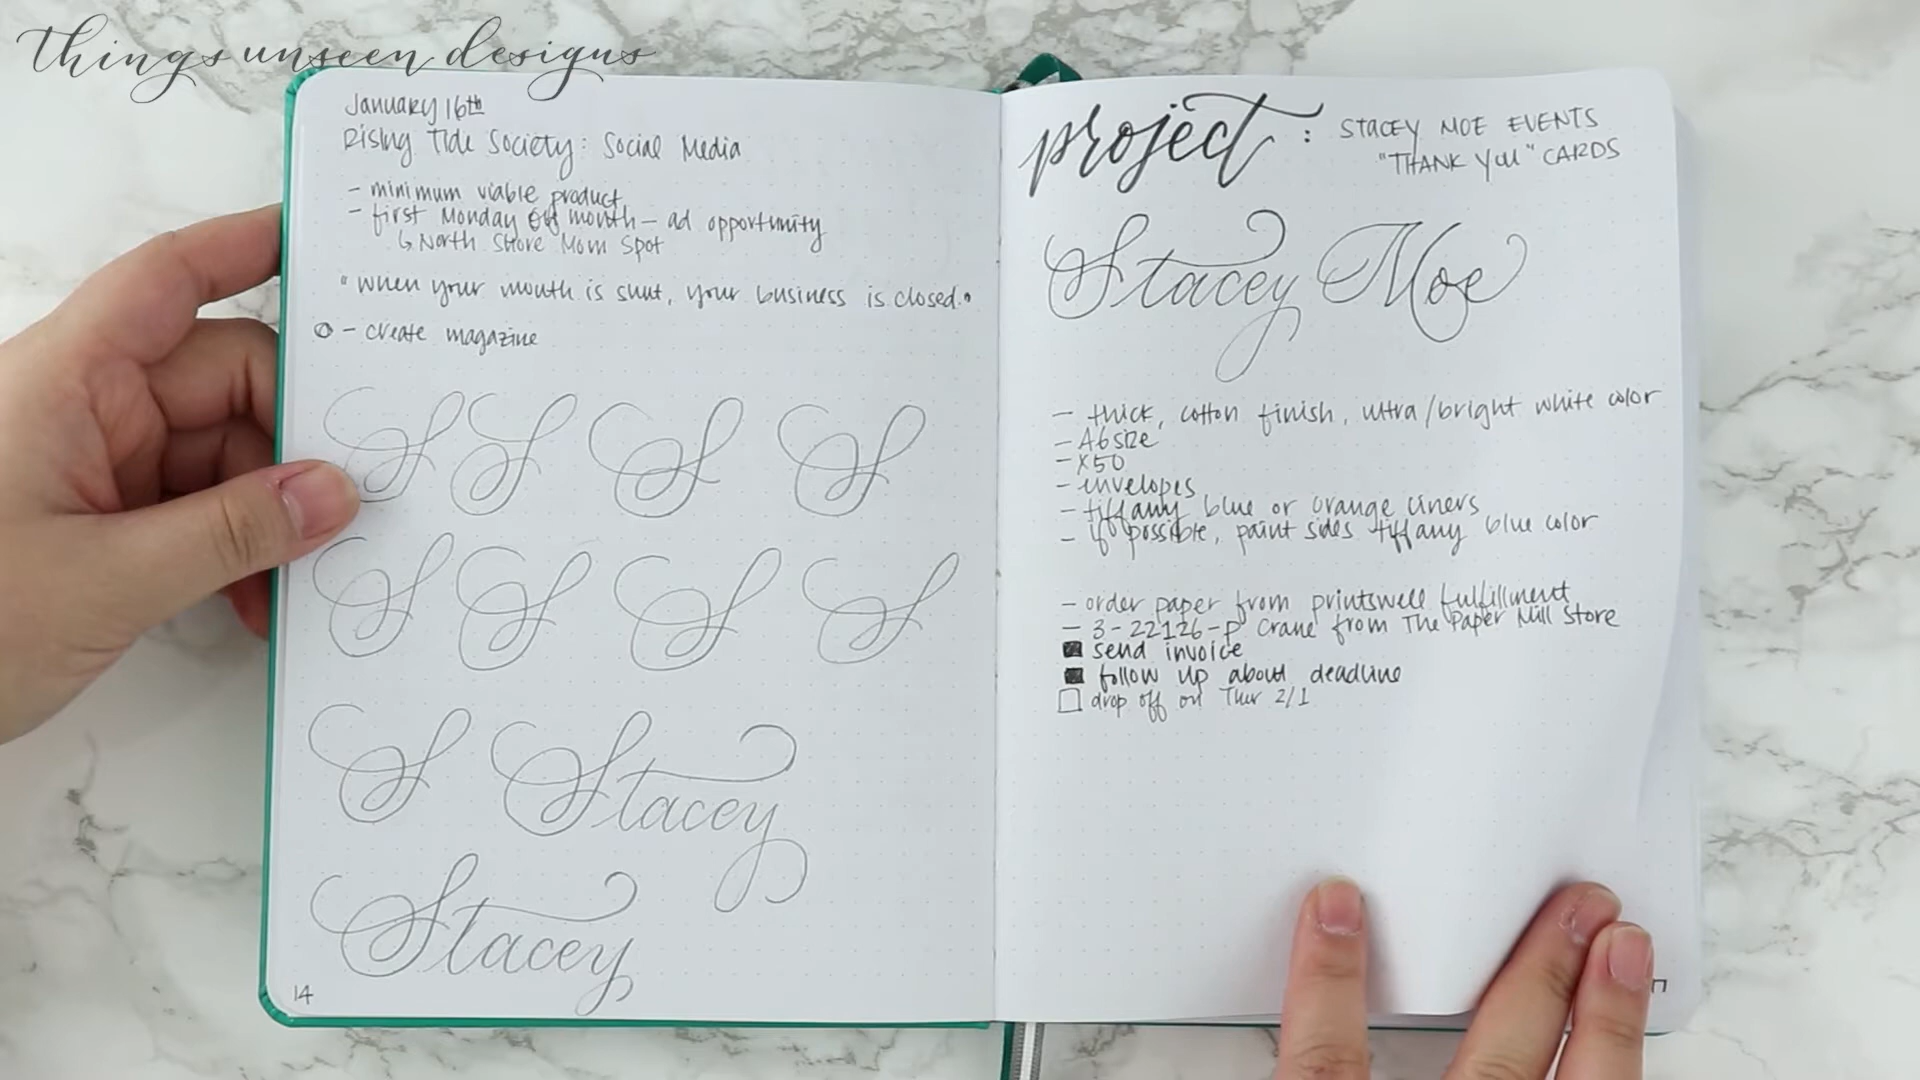 things unseen designs
January 16th
Rising Tide Society: Social Media
- minimum viable product
- first Monday of month - ad opportunity
↳ North Shore Mom Spot
"when your mouth is shut, your business is closed."
- create magazine
S S S S
S S S S
S Stacey
Stacey
14
project : STACEY MOE EVENTS
"THANK YOU" CARDS
Stacey Moe
- thick, cotton finish, ultra/bright white color
- A6 size
- x50
- envelopes
- tiffany blue or orange liners
- if possible, paint sides tiffany blue color
- order paper from printswell fulfillment
- 3-22126-P Crane from The Paper Mill Store
send invoice
follow up about deadline
drop off on Thur 2/1